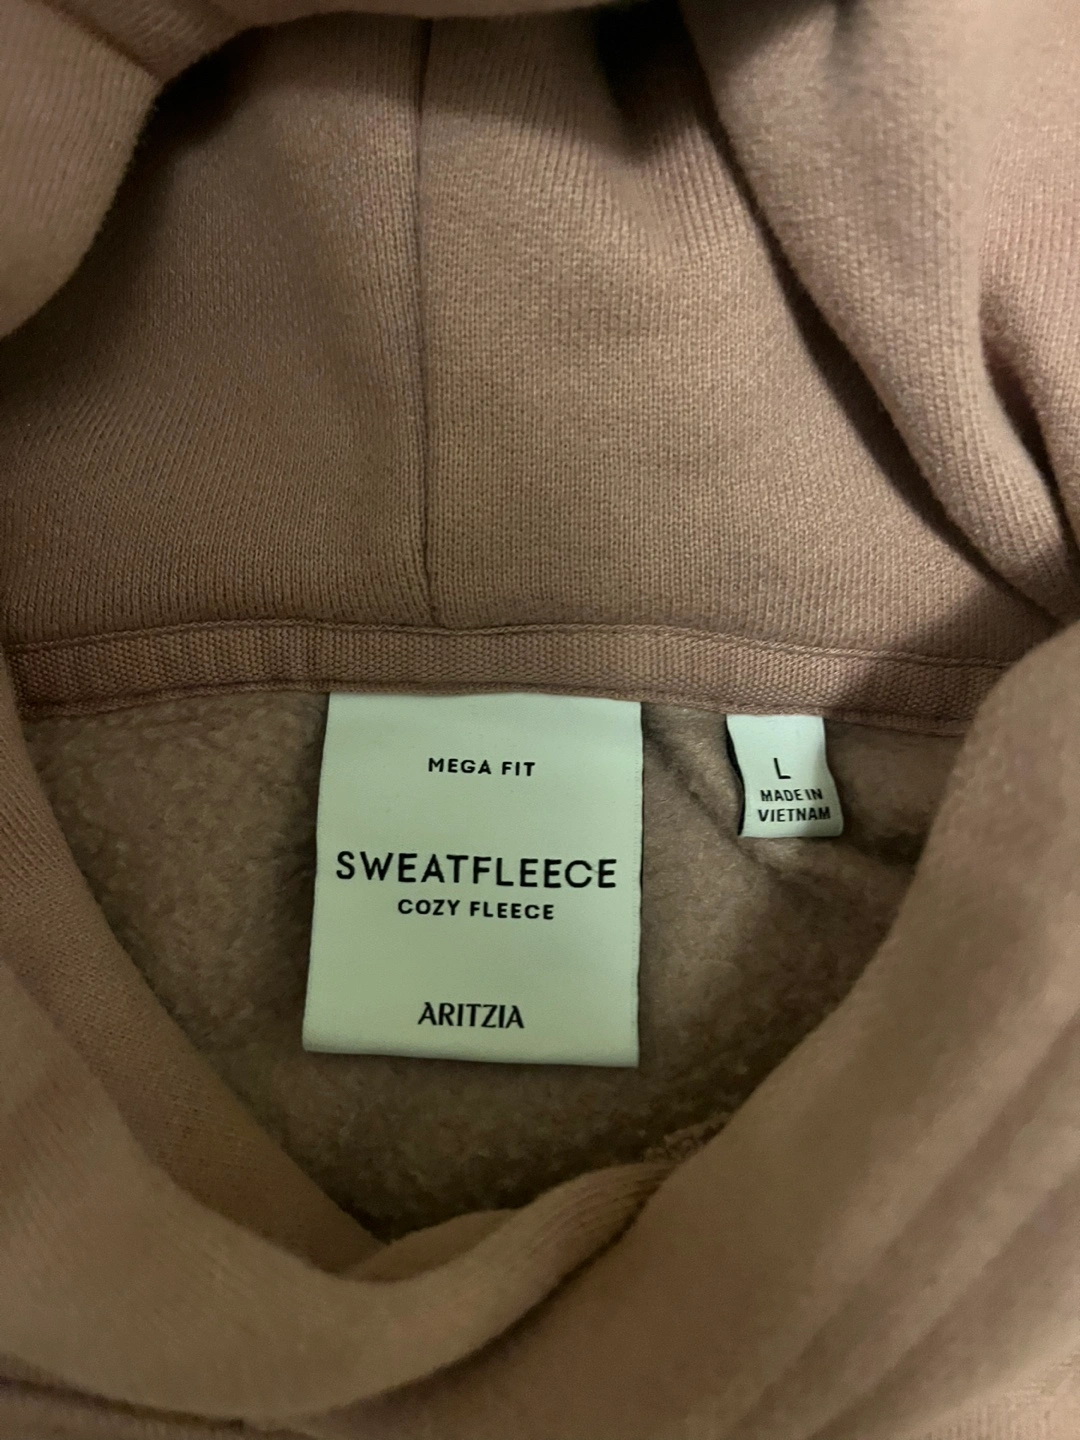 MEGA FIT
SWEATFLEECE
COZY FLEECE
ARITZIA
L
MADE IN
VIETNAM